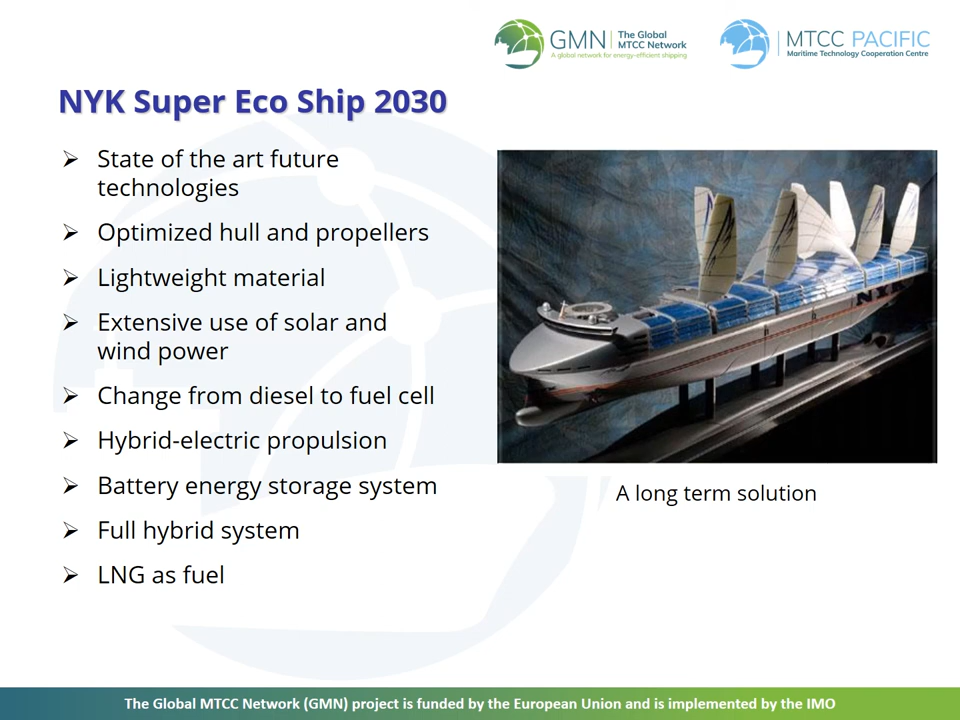 GMN
The Global
MTCC Network
A global network for energy-efficient shipping
MTCC PACIFIC
Maritime Technology Cooperation Centre
NYK Super Eco Ship 2030
State of the art future
technologies
Optimized hull and propellers
Lightweight material
Extensive use of solar and
wind power
Change from diesel to fuel cell
Hybrid-electric propulsion
Battery energy storage system
Full hybrid system
LNG as fuel
NYK
A long term solution
The Global MTCC Network (GMN) project is funded by the European Union and is implemented by the IMO